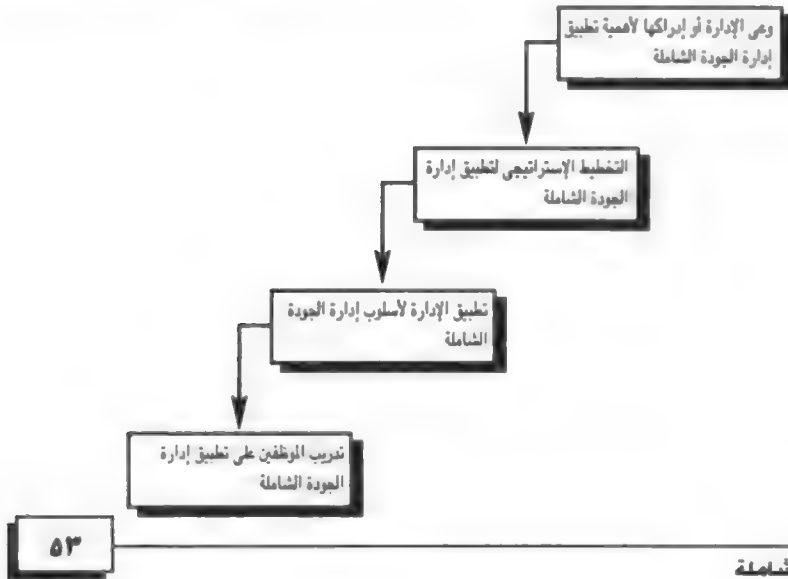 وعى الإدارة أو إدراكها لأهمية تطبيق
إدارة الجودة الشاملة
التخطيط الإستراتيجى لتطبيق إدارة
الجودة الشاملة
تطبيق الإدارة لأسلوب إدارة الجودة
الشاملة
تدريب الموظفين على تطبيق إدارة
الجودة الشاملة
٥٣
شاملة